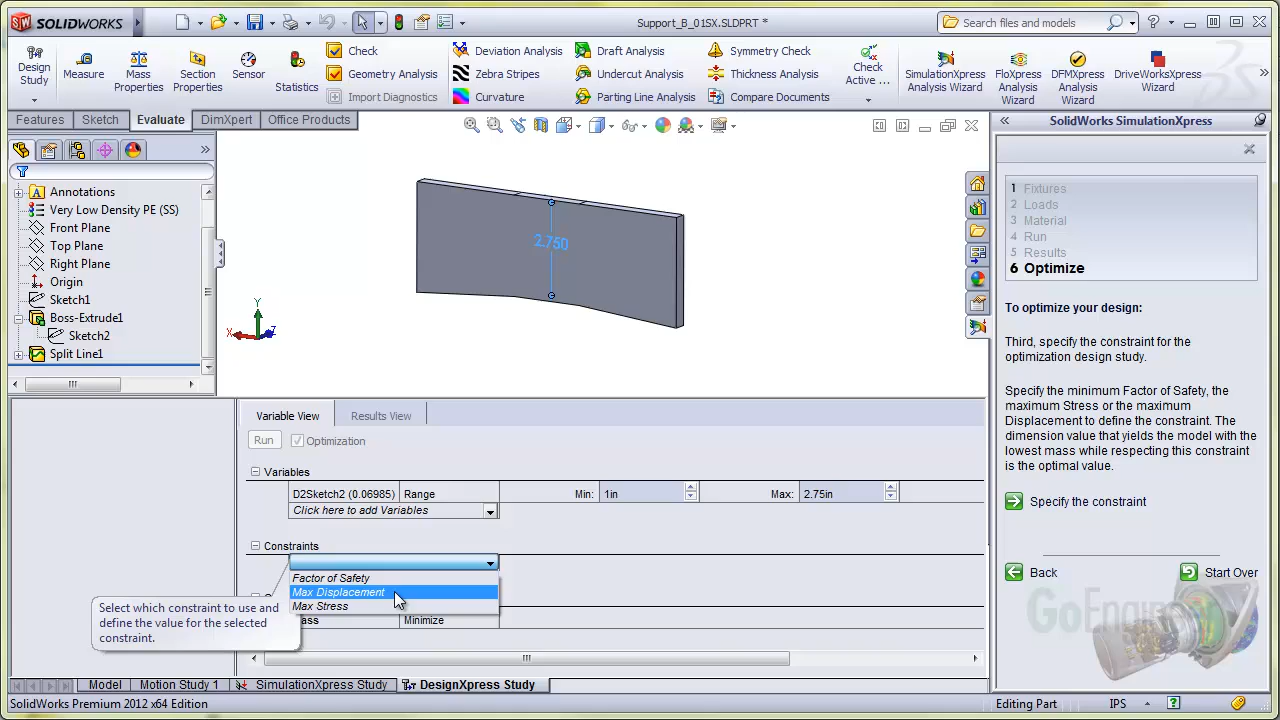 SOLIDWORKS
Support_B_01SX.SLDPRT *
Search files and models
Design
Study
Measure
Mass
Properties
Section
Properties
Sensor
Statistics
Check
Geometry Analysis
Import Diagnostics
Deviation Analysis
Zebra Stripes
Curvature
Draft Analysis
Undercut Analysis
Parting Line Analysis
Symmetry Check
Thickness Analysis
Compare Documents
Check
Active ...
SimulationXpress
Analysis Wizard
FloXpress
Analysis
Wizard
DFMXpress
Analysis
Wizard
DriveWorksXpress
Wizard
Features
Sketch
Evaluate
DimXpert
Office Products
SolidWorks SimulationXpress
Annotations
Very Low Density PE (SS)
Front Plane
Top Plane
Right Plane
Origin
Sketch1
Boss-Extrude1
Sketch2
Split Line1
2.750
Y
X
Z
1 Fixtures
2 Loads
3 Material
4 Run
5 Results
6 Optimize
To optimize your design:
Third, specify the constraint for the
optimization design study.
Specify the minimum Factor of Safety, the
maximum Stress or the maximum
Displacement to define the constraint. The
dimension value that yields the model with the
lowest mass while respecting this constraint
is the optimal value.
Specify the constraint
Back
Start Over
Variable View
Results View
Run
Optimization
Variables
D2Sketch2 (0.06985)
Range
Min:
1in
Max:
2.75in
Click here to add Variables
Constraints
Factor of Safety
Max Displacement
Max Stress
Select which constraint to use and
define the value for the selected
constraint.
Minimize
Model
Motion Study 1
SimulationXpress Study
DesignXpress Study
SolidWorks Premium 2012 x64 Edition
Editing Part
IPS